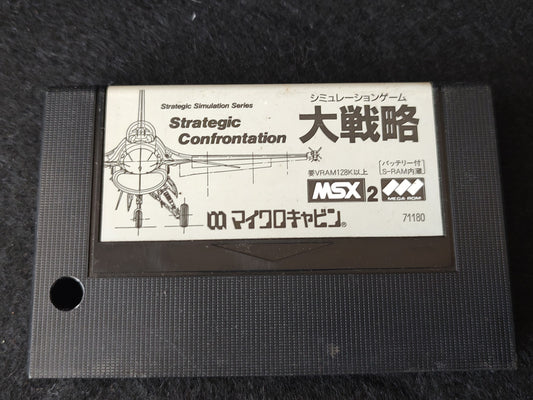 Strategic Simulation Series
Strategic
Confrontation
シミュレーションゲーム
大戦略
要VRAM128K以上
バッテリー付
S-RAM内蔵
MSX 2
MEGA ROM
マイクロキャビン®
71180